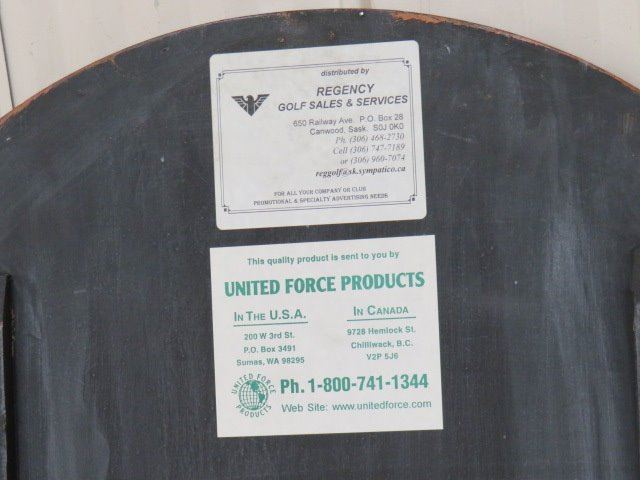 distributed by
REGENCY
GOLF SALES & SERVICES
650 Railway Ave. P.O. Box 28
Canwood, Sask. S0J 0K0
Ph. (306) 468-2730
Cell (306) 747-7189
or (306) 960-7074
reggolf@sk.sympatico.ca
FOR ALL YOUR COMPANY OR CLUB
PROMOTIONAL & SPECIALTY ADVERTISING NEEDS
This quality product is sent to you by
UNITED FORCE PRODUCTS
IN THE U.S.A.
200 W 3rd St.
P.O. Box 3491
Sumas, WA 98295
IN CANADA
9728 Hemlock St.
Chilliwack, B.C.
V2P 5J6
UNITED FORCE
PRODUCTS
Ph. 1-800-741-1344
Web Site: www.unitedforce.com